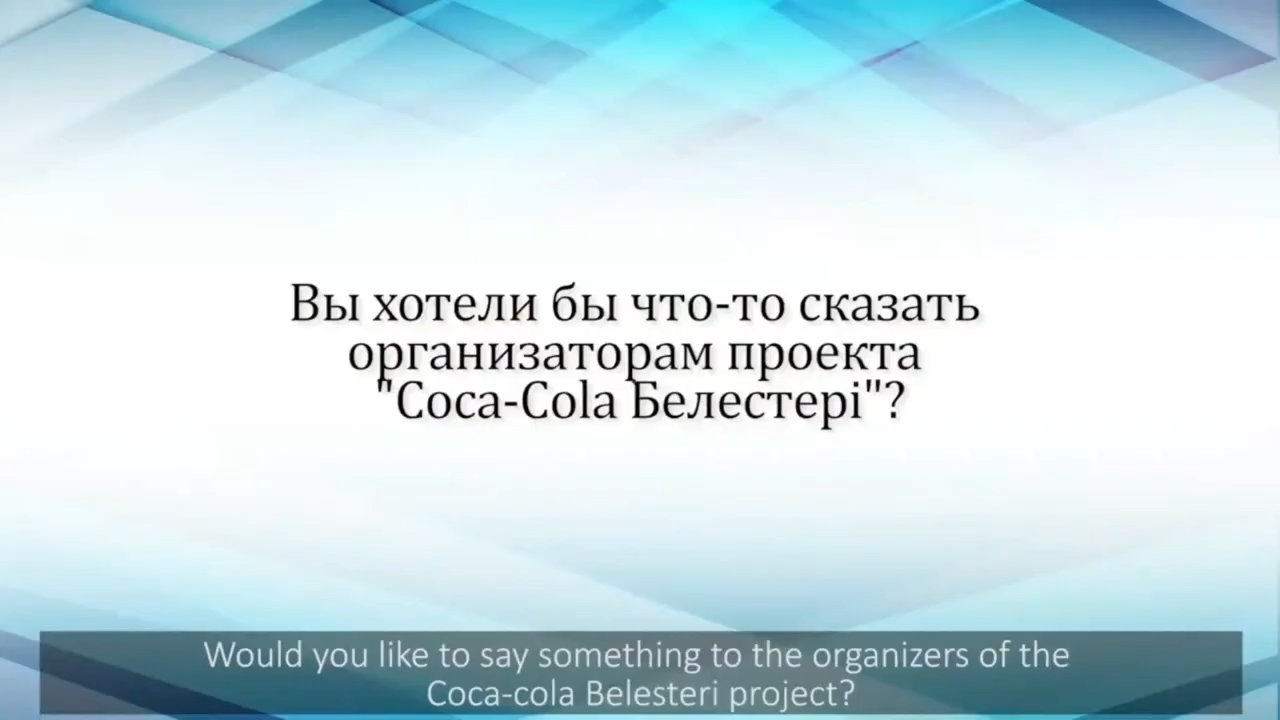 Вы хотели бы что-то сказать
организаторам проекта
"Coca-Cola Белестері"?
Would you like to say something to the organizers of the
Coca-cola Belesteri project?